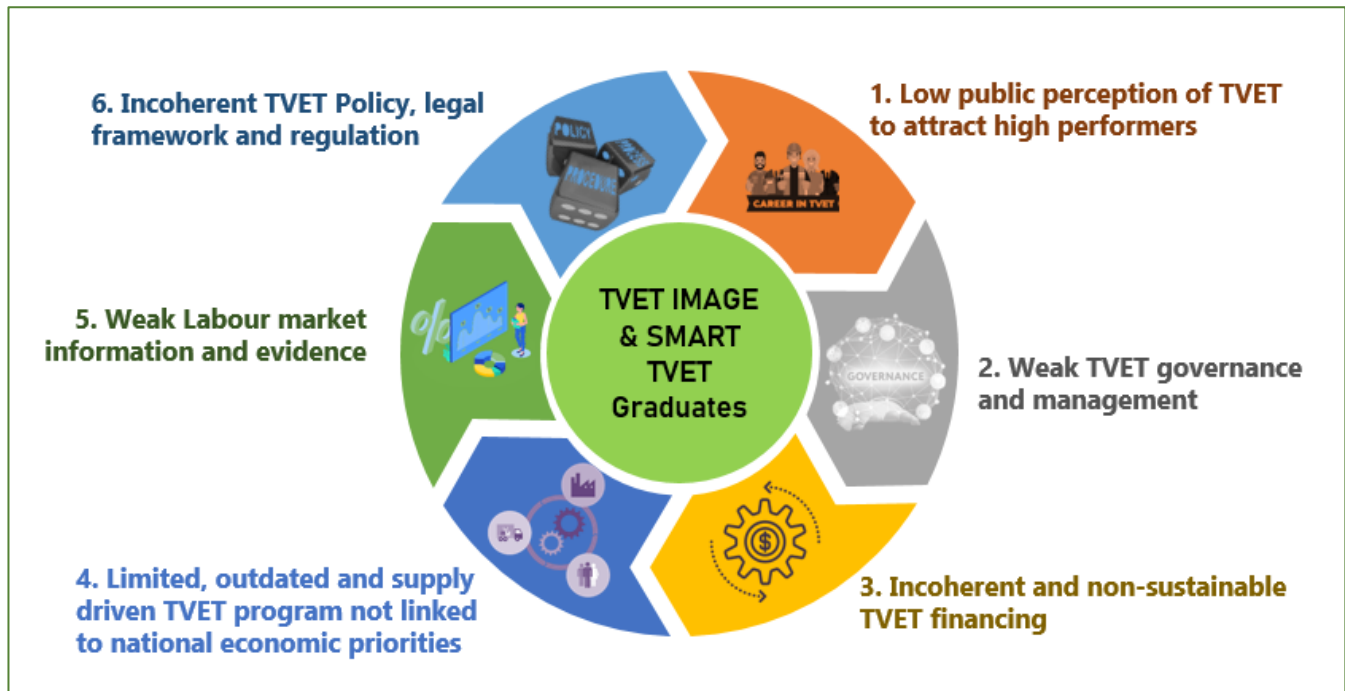 6. Incoherent TVET Policy, legal
framework and regulation
1. Low public perception of TVET
to attract high performers
POLICY
PROCESS
PROCEDURE
CAREER IN TVET
TVET IMAGE
& SMART
TVET
Graduates
5. Weak Labour market
information and evidence
%
GOVERNANCE
2. Weak TVET governance
and management
4. Limited, outdated and supply
driven TVET program not linked
to national economic priorities
$
3. Incoherent and non-sustainable
TVET financing